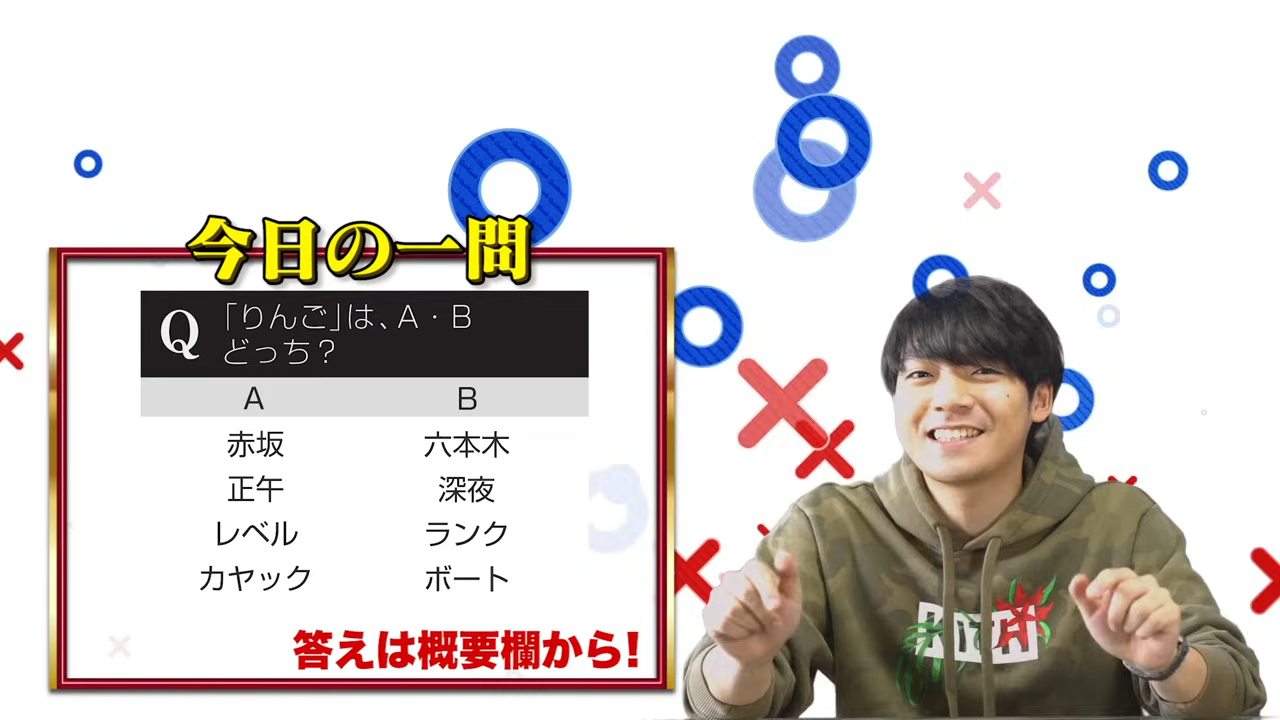 今日の一問
Q 「りんご」は、A・B
どっち？
A B
赤坂 六本木
正午 深夜
レベル ランク
カヤック ボート
答えは概要欄から!